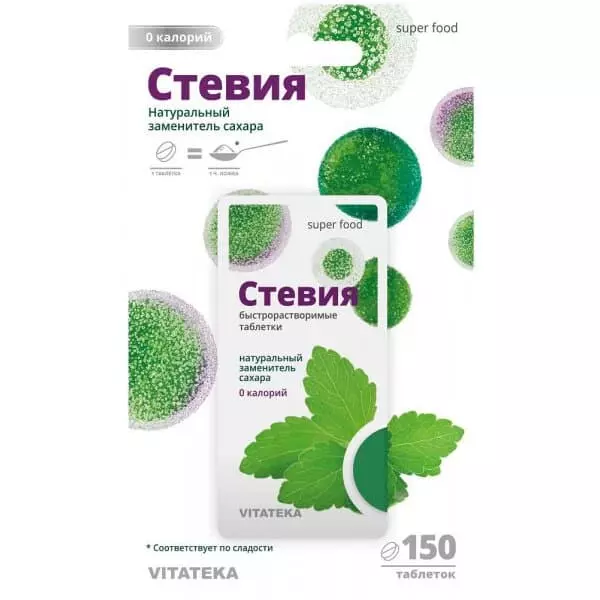 0 калорий
super food
Стевия
Натуральный
заменитель сахара
=
1 ТАБЛЕТКА
1 Ч. ЛОЖКА
super food
Стевия
быстрорастворимые
таблетки
натуральный
заменитель
сахара
0 калорий
VITATEKA
* Соответствует по сладости
150
таблеток
VITATEKA